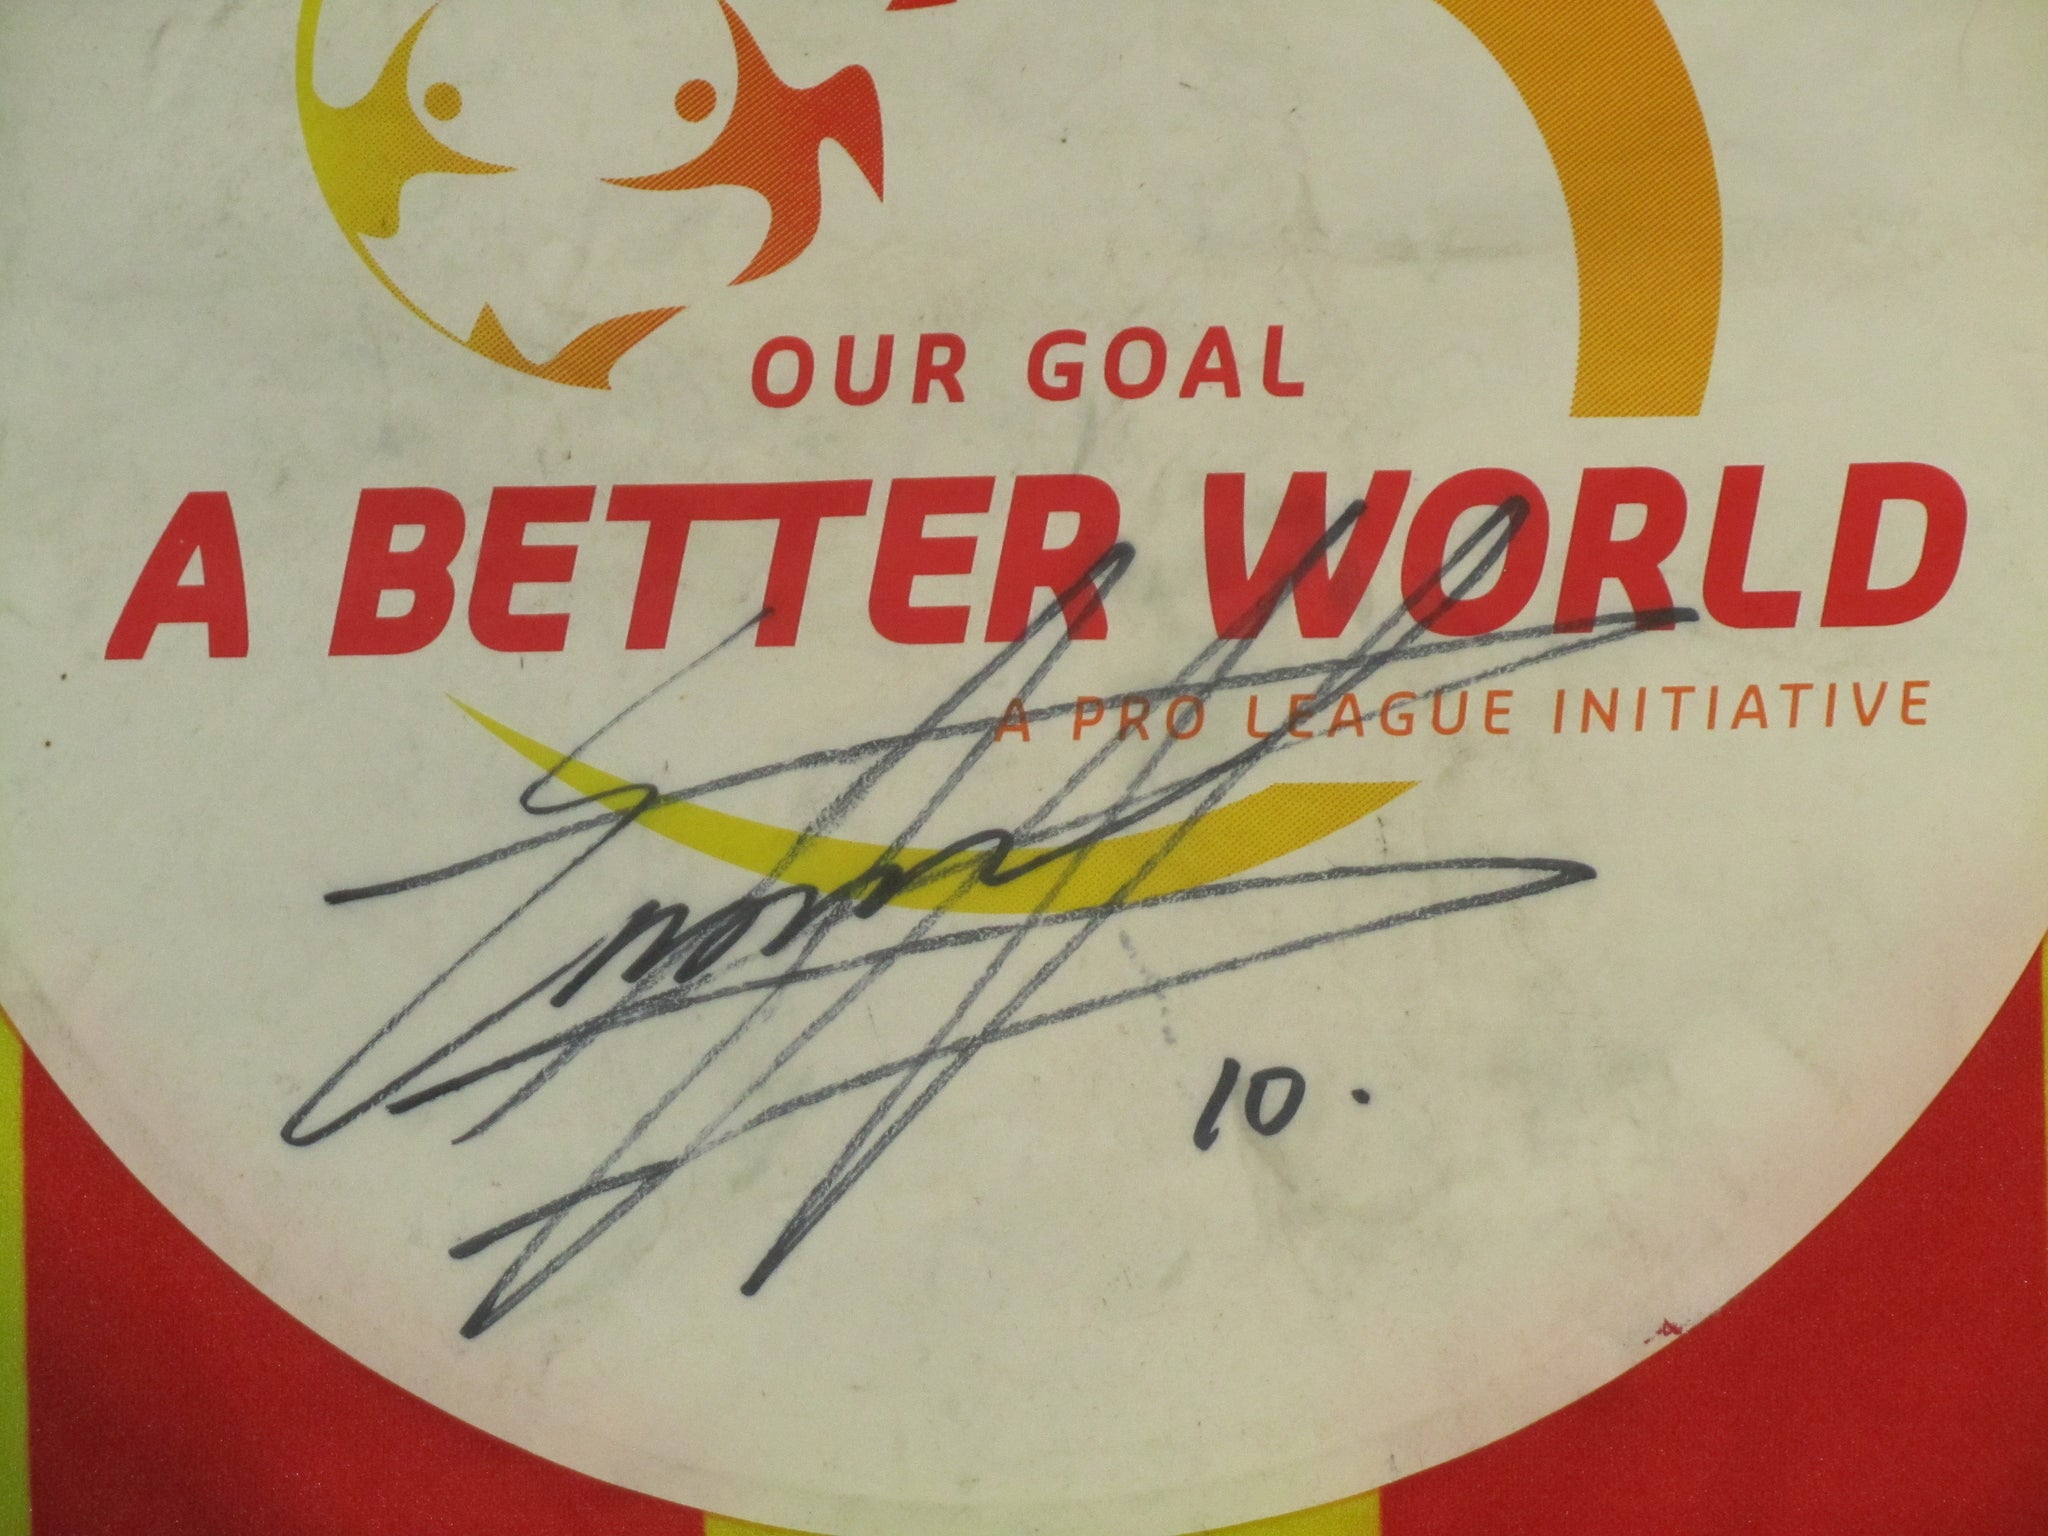 OUR GOAL
A BETTER WORLD
A PRO LEAGUE INITIATIVE
10.